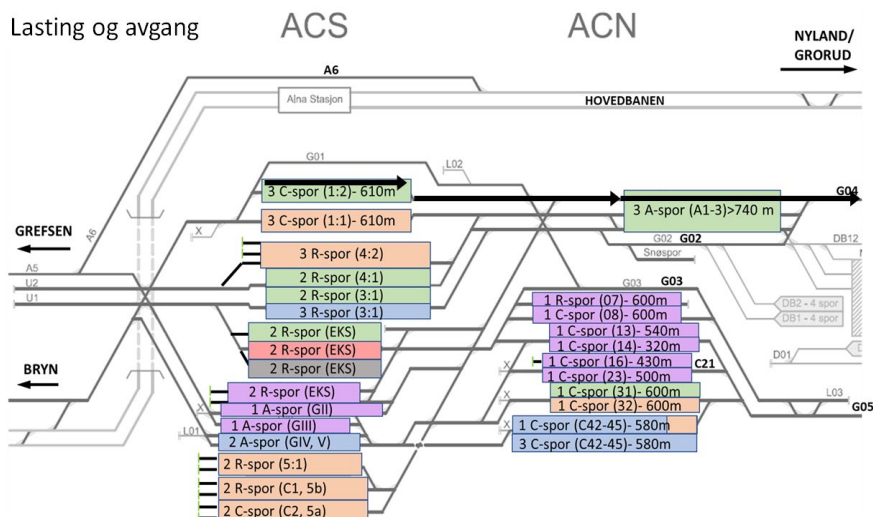 Lasting og avgang
ACS
ACN
NYLAND/
GRORUD
A6
Alna Stasjon
HOVEDBANEN
G01
L02
3 C-spor (1:2)- 610m
G04
3 A-spor (A1-3)>740 m
3 C-spor (1:1)- 610m
X
A6
GREFSEN
G02
G02
DB12
3 R-spor (4:2)
Snøspor
A5
2 R-spor (4:1)
U2
G03
G03
2 R-spor (3:1)
U1
1 R-spor (07)- 600m
DB2 - 4 spor
3 R-spor (3:1)
1 C-spor (08)- 600m
DB1 - 4 spor
2 R-spor (EKS)
1 C-spor (13)- 540m
1 C-spor (14)- 320m
2 R-spor (EKS)
X
1 C-spor (16)- 430m
C21
D01
2 R-spor (EKS)
1 C-spor (23)- 500m
BRYN
2 R-spor (EKS)
X
1 C-spor (31)- 600m
L03
X
1 A-spor (GII)
1 C-spor (32)- 600m
G05
1 A-spor (GIII)
X
1 C-spor (C42-45)- 580m
L01
2 A-spor (GIV, V)
3 C-spor (C42-45)- 580m
2 R-spor (5:1)
2 R-spor (C1, 5b)
2 C-spor (C2, 5a)